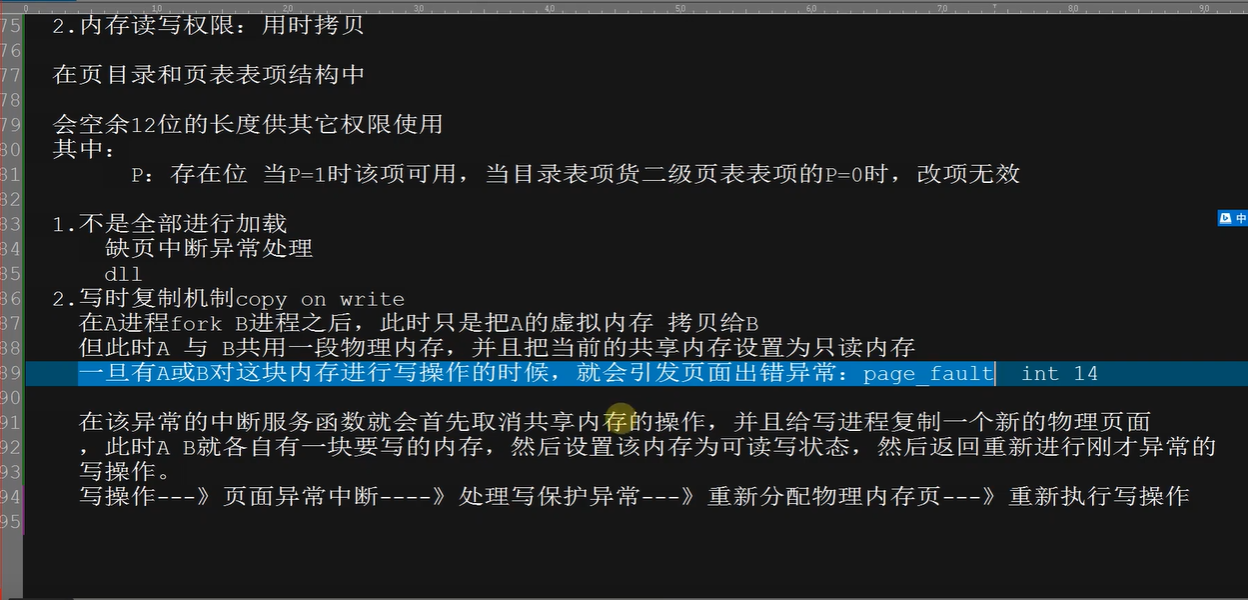 75 2.内存读写权限：用时拷贝
76
77 在页目录和页表表项结构中
78
79 会空余12位的长度供其它权限使用
80 其中：
81 P：存在位 当P=1时该项可用，当目录表项货二级页表表项的P=0时，改项无效
82
83 1.不是全部进行加载
84 缺页中断异常处理
85 dll
86 2.写时复制机制copy on write
87 在A进程fork B进程之后，此时只是把A的虚拟内存 拷贝给B
88 但此时A 与 B共用一段物理内存，并且把当前的共享内存设置为只读内存
89 一旦有A或B对这块内存进行写操作的时候，就会引发页面出错异常：page_fault int 14
90
91 在该异常的中断服务函数就会首先取消共享内存的操作，并且给写进程复制一个新的物理页面
92 ，此时A B就各自有一块要写的内存，然后设置该内存为可读写状态，然后返回重新进行刚才异常的
93 写操作。
94 写操作---》页面异常中断----》处理写保护异常---》重新分配物理内存页---》重新执行写操作
95
中